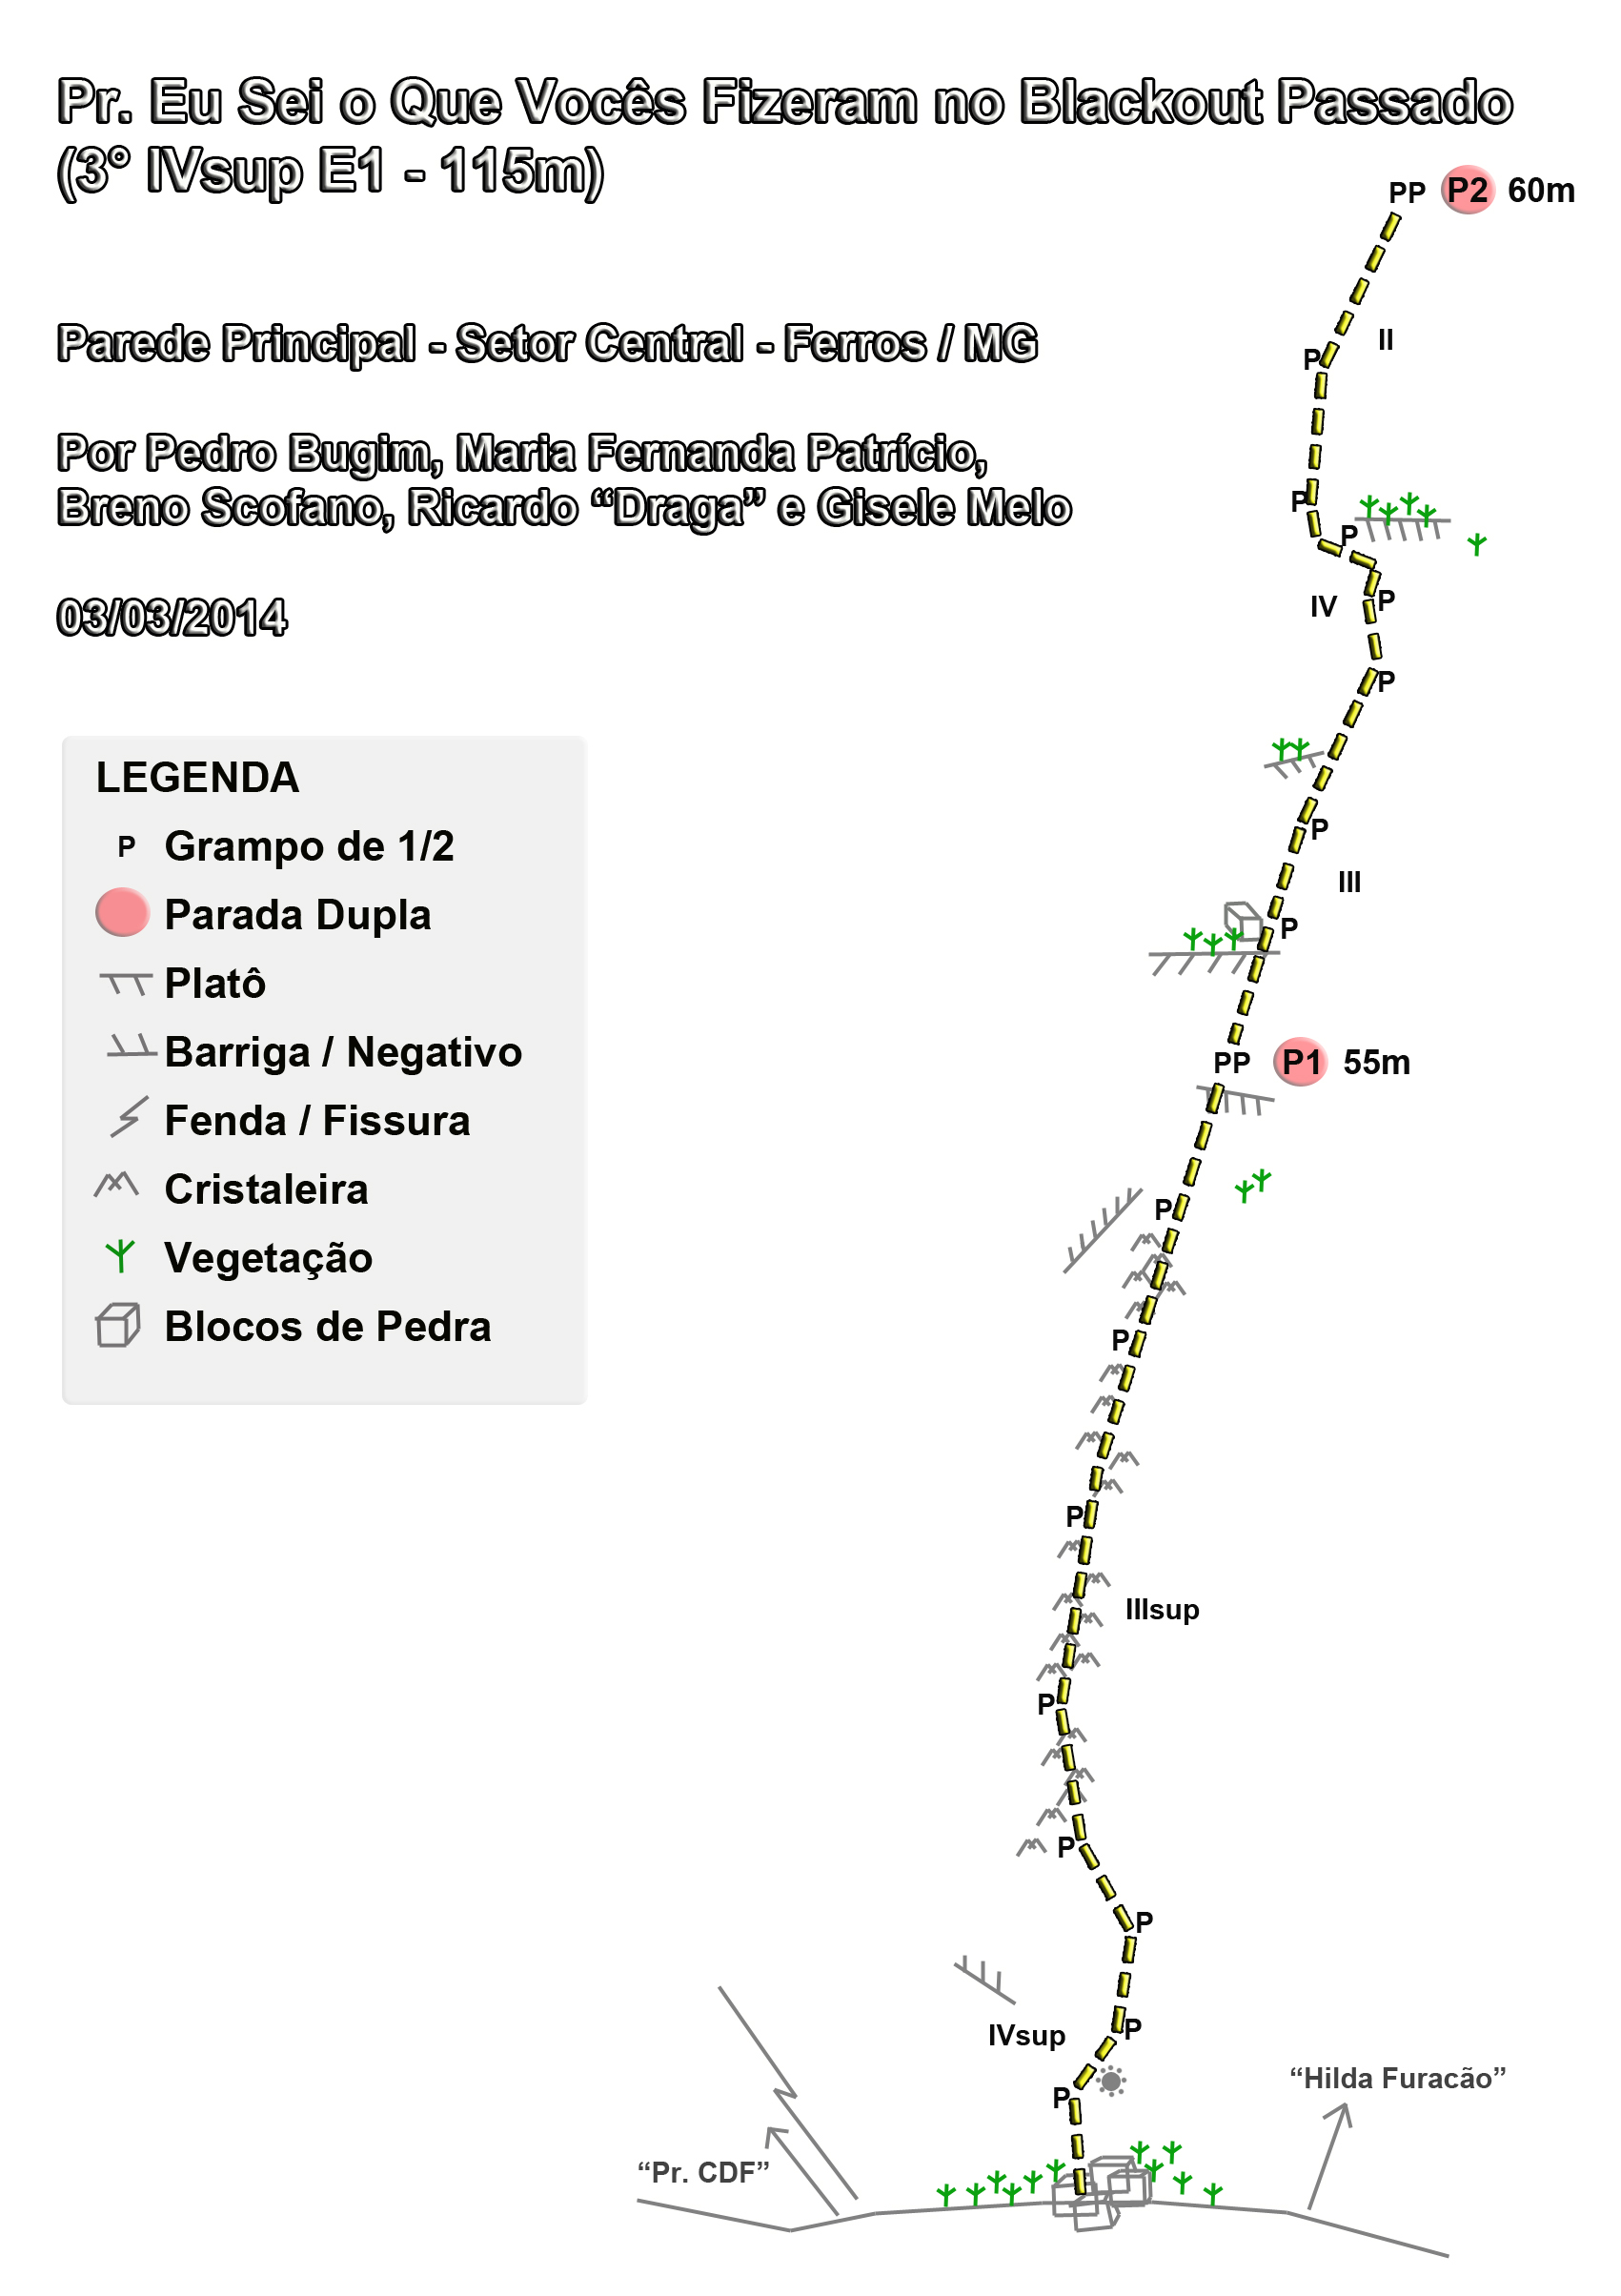 Pr. Eu Sei o Que Vocês Fizeram no Blackout Passado
(3° IVsup E1 - 115m)
PP P2 60m
Parede Principal - Setor Central - Ferros / MG
II
P
Por Pedro Bugim, Maria Fernanda Patrício,
Breno Scofano, Ricardo “Draga” e Gisele Melo
P
P
03/03/2014
IV
P
P
LEGENDA
P Grampo de 1/2
Parada Dupla
Platô
Barriga / Negativo
Fenda / Fissura
Cristaleira
Vegetação
Blocos de Pedra
P
III
P
PP P1 55m
P
P
P
IIIsup
P
P
P
P
IVsup
P
“Hilda Furacão”
“Pr. CDF”